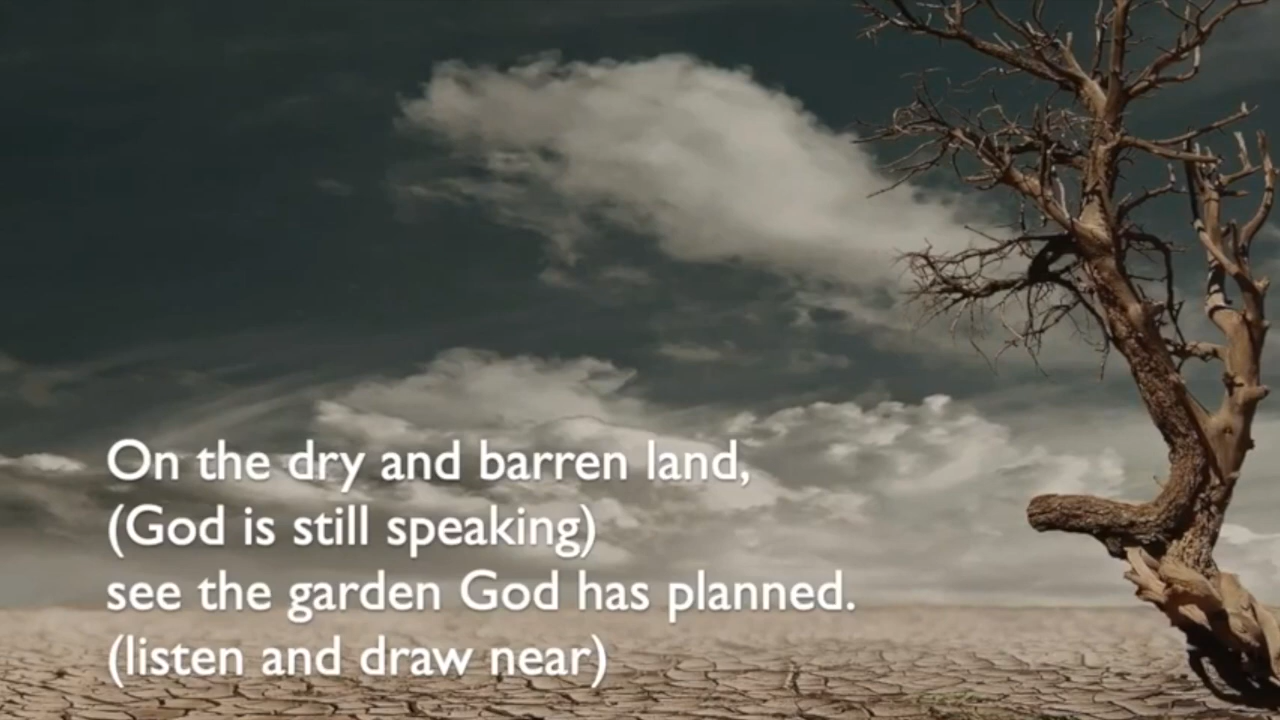 On the dry and barren land,
(God is still speaking)
see the garden God has planned.
(listen and draw near)